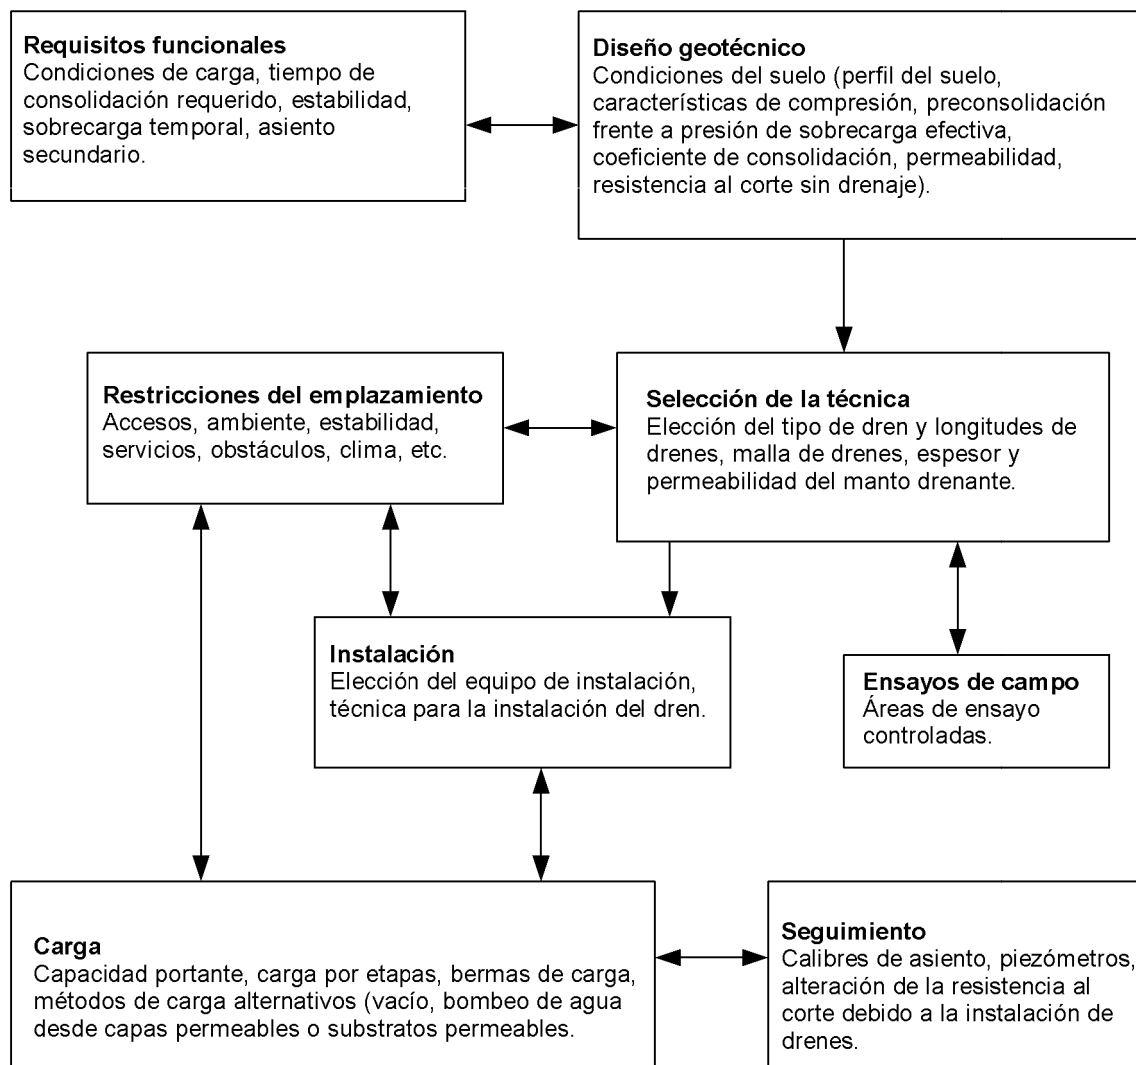 Requisitos funcionales
Condiciones de carga, tiempo de
consolidación requerido, estabilidad,
sobrecarga temporal, asiento
secundario.
Diseño geotécnico
Condiciones del suelo (perfil del suelo,
características de compresión, preconsolidación
frente a presión de sobrecarga efectiva,
coeficiente de consolidación, permeabilidad,
resistencia al corte sin drenaje).
Restricciones del emplazamiento
Accesos, ambiente, estabilidad,
servicios, obstáculos, clima, etc.
Selección de la técnica
Elección del tipo de dren y longitudes de
drenes, malla de drenes, espesor y
permeabilidad del manto drenante.
Instalación
Elección del equipo de instalación,
técnica para la instalación del dren.
Ensayos de campo
Áreas de ensayo
controladas.
Carga
Capacidad portante, carga por etapas, bermas de carga,
métodos de carga alternativos (vacío, bombeo de agua
desde capas permeables o substratos permeables.
Seguimiento
Calibres de asiento, piezómetros,
alteración de la resistencia al
corte debido a la instalación de
drenes.